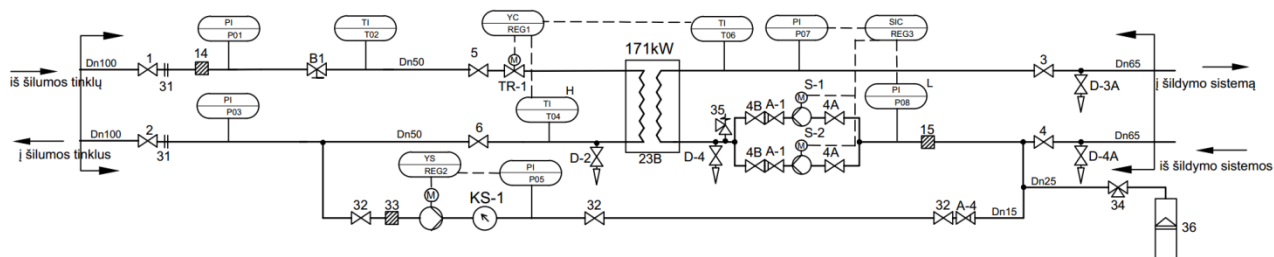 PI
P01
TI
T02
YC
REG1
171kW
TI
T06
PI
P07
SIC
REG3
1
14
B1
5
M
3
Dn100
31
Dn50
TR-1
Dn65
iš šilumos tinklų
į šildymo sistemą
PI
P03
TI
T04
H
S-1
M
PI
P08
L
D-3A
35
4B
A-1
4A
Dn100
2
31
Dn50
6
S-2
M
15
4
Dn65
į šilumos tinklus
D-2
23B
D-4
4B
A-1
4A
D-4A
iš šildymo sistemos
YS
REG2
PI
P05
M
KS-1
Dn25
32
33
32
32
A-4
Dn15
34
36